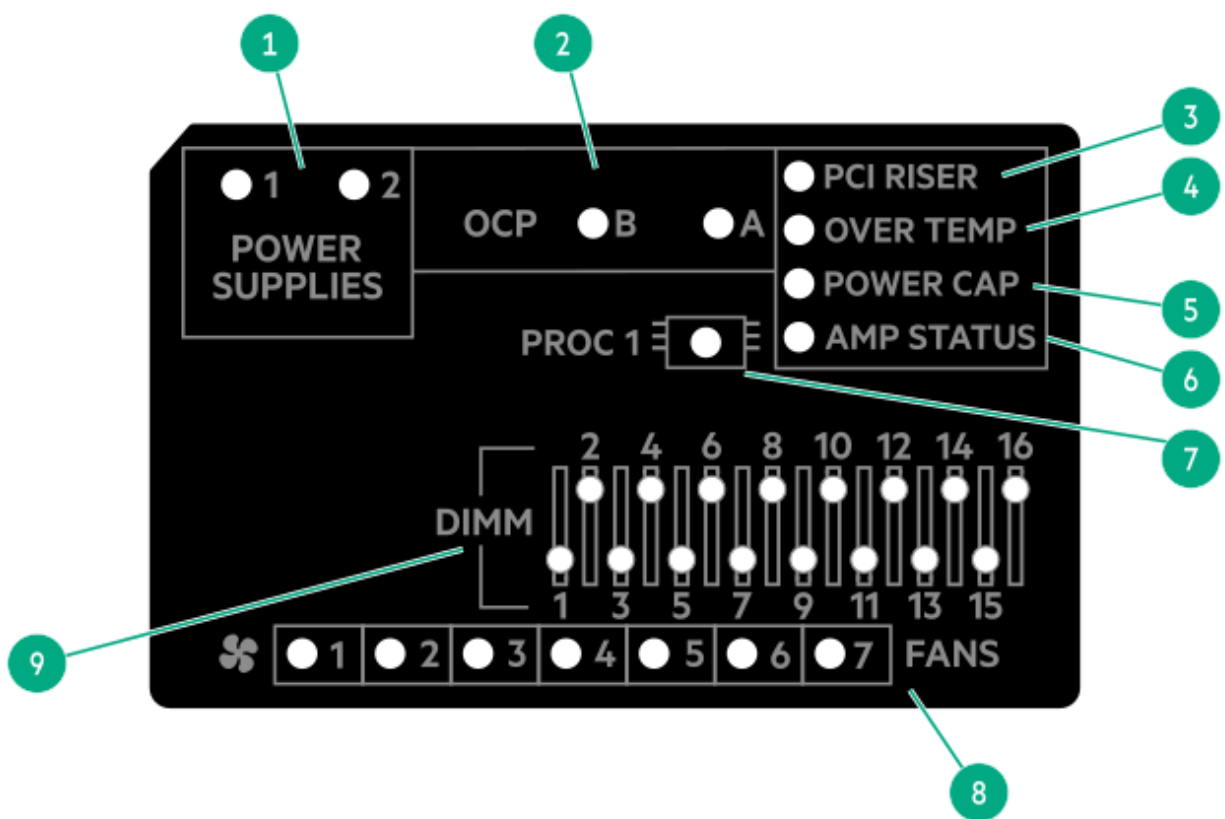 1
2
3
4
5
6
7
8
9
1 2
POWER
SUPPLIES
OCP B A
PCI RISER
OVER TEMP
POWER CAP
AMP STATUS
PROC 1
2 4 6 8 10 12 14 16
DIMM
1 3 5 7 9 11 13 15
1 2 3 4 5 6 7 FANS